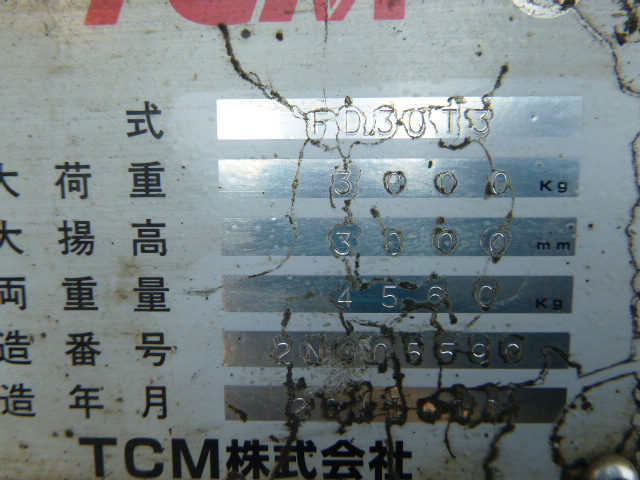 TCM
式 FD30T3
大荷重 3000 Kg
大揚高 3000 mm
両重量 4560 Kg
造番号
造年月
TCM株式会社